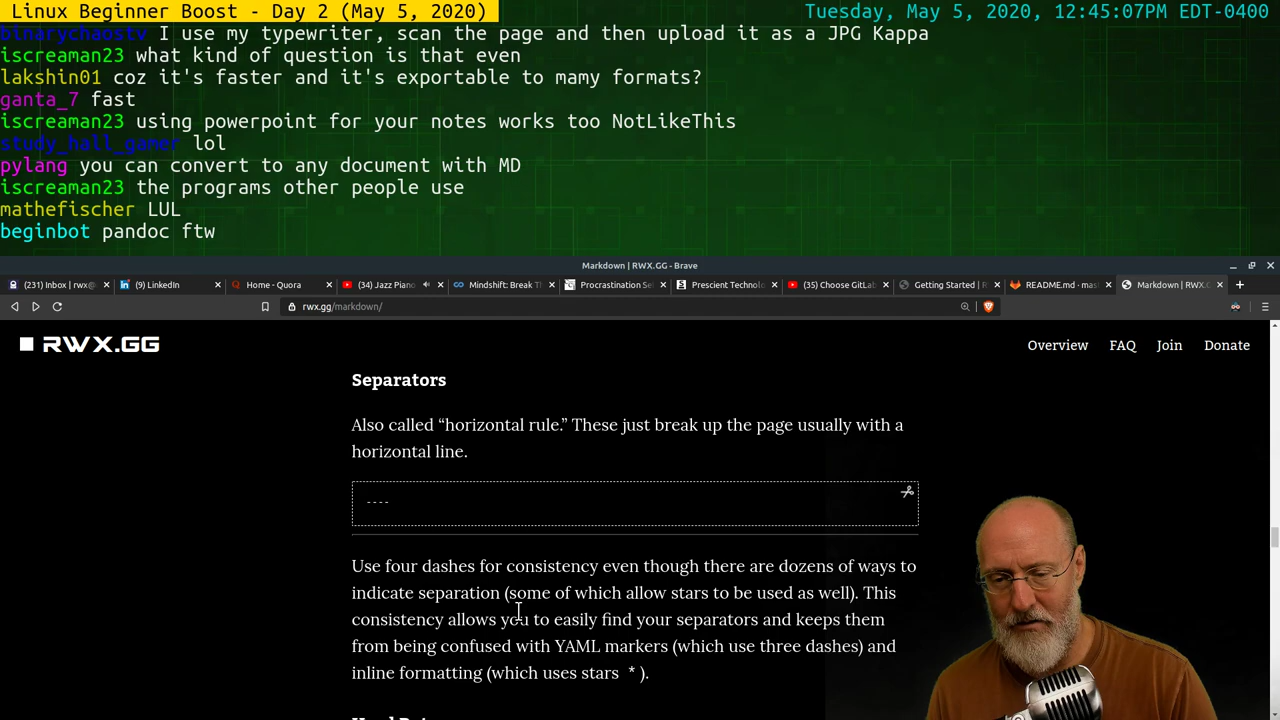 Linux Beginner Boost - Day 2 (May 5, 2020)
Tuesday, May 5, 2020, 12:45:07PM EDT-0400
binarychaostv I use my typewriter, scan the page and then upload it as a JPG Kappa
iscreaman23 what kind of question is that even
lakshin01 coz it's faster and it's exportable to mamy formats?
ganta_7 fast
iscreaman23 using powerpoint for your notes works too NotLikeThis
study_hall_gamer lol
pylang you can convert to any document with MD
iscreaman23 the programs other people use
mathefischer LUL
beginbot pandoc ftw
Markdown | RWX.GG - Brave
(231) Inbox | rwx@
(9) LinkedIn
Home - Quora
(34) Jazz Piano
Mindshift: Break T
Procrastination Se
Prescient Technolo
(35) Choose GitLab
Getting Started | R
README.md · mas
Markdown | RWX.G
rwx.gg/markdown/
RWX.GG
Overview FAQ Join Donate
Separators
Also called “horizontal rule.” These just break up the page usually with a
horizontal line.
----
Use four dashes for consistency even though there are dozens of ways to
indicate separation (some of which allow stars to be used as well). This
consistency allows you to easily find your separators and keeps them
from being confused with YAML markers (which use three dashes) and
inline formatting (which uses stars * ).